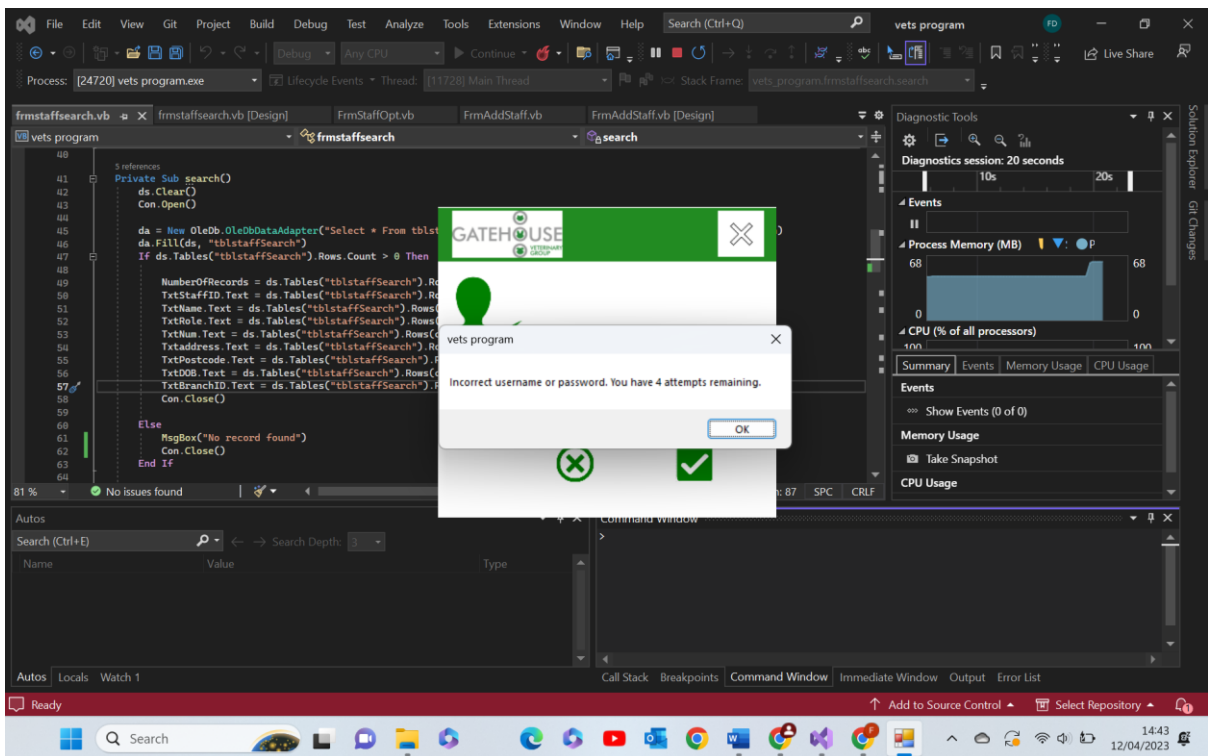 File Edit View Git Project Build Debug Test Analyze Tools Extensions Window Help Search (Ctrl+Q) vets program FD
Debug Any CPU Continue Live Share
Process: [24720] vets program.exe Lifecycle Events Thread: [11728] Main Thread Stack Frame: vets_program.frmstaffsearch.search
frmstaffsearch.vb frmstaffsearch.vb [Design] FrmStaffOpt.vb FrmAddStaff.vb FrmAddStaff.vb [Design]
vets program frmstaffsearch search
40
5 references
41 Private Sub search()
42 ds.Clear()
43 Con.Open()
44
45 da = New OleDb.OleDbDataAdapter("Select * From tblst
46 da.Fill(ds, "tblstaffSearch")
47 If ds.Tables("tblstaffSearch").Rows.Count > 0 Then
48
49 NumberOfRecords = ds.Tables("tblstaffSearch").Ro
50 TxtStaffID.Text = ds.Tables("tblstaffSearch").Ro
51 TxtName.Text = ds.Tables("tblstaffSearch").Rows(
52 TxtRole.Text = ds.Tables("tblstaffSearch").Rows(
53 TxtNum.Text = ds.Tables("tblstaffSearch").Rows(c
54 Txtaddress.Text = ds.Tables("tblstaffSearch").Ro
55 TxtPostcode.Text = ds.Tables("tblstaffSearch").R
56 TxtDOB.Text = ds.Tables("tblstaffSearch").Rows(c
57 TxtBranchID.Text = ds.Tables("tblstaffSearch").R
58 Con.Close()
59
60 Else
61 MsgBox("No record found")
62 Con.Close()
63 End If
64
81 % No issues found : 87 SPC CRLF
GATEHOUSE
VETERINARY
GROUP
vets program
Incorrect username or password. You have 4 attempts remaining.
OK
Diagnostic Tools
Diagnostics session: 20 seconds
10s 20s
Events
Process Memory (MB) P
68 68
0 0
CPU (% of all processors)
100 100
Summary Events Memory Usage CPU Usage
Events
Show Events (0 of 0)
Memory Usage
Take Snapshot
CPU Usage
Solution Explorer
Git Changes
Autos
Search (Ctrl+E) Search Depth: 3
Name Value Type
Autos Locals Watch 1
Command Window
>
Call Stack Breakpoints Command Window Immediate Window Output Error List
Ready Add to Source Control Select Repository
Search
14:43
12/04/2023